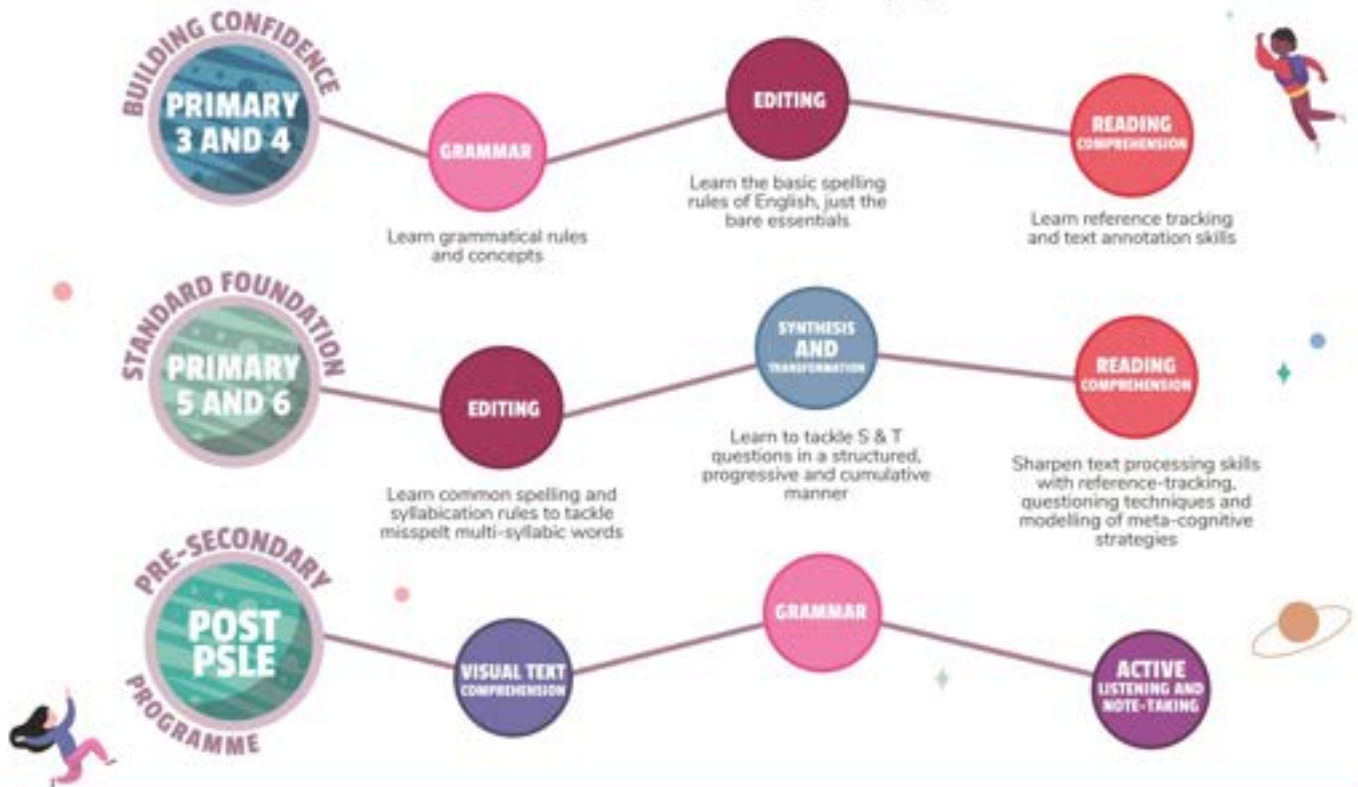 BUILDING CONFIDENCE
PRIMARY
3 AND 4
GRAMMAR
Learn grammatical rules
and concepts
EDITING
Learn the basic spelling
rules of English, just the
bare essentials
READING
COMPREHENSION
Learn reference tracking
and text annotation skills
STANDARD FOUNDATION
PRIMARY
5 AND 6
EDITING
Learn common spelling and
syllabication rules to tackle
misspelt multi-syllabic words
SYNTHESIS
AND
TRANSFORMATION
Learn to tackle S & T
questions in a structured,
progressive and cumulative
manner
READING
COMPREHENSION
Sharpen text processing skills
with reference-tracking,
questioning techniques and
modelling of meta-cognitive
strategies
PRE-SECONDARY
POST
PSLE
PROGRAMME
VISUAL TEXT
COMPREHENSION
GRAMMAR
ACTIVE
LISTENING AND
NOTE-TAKING